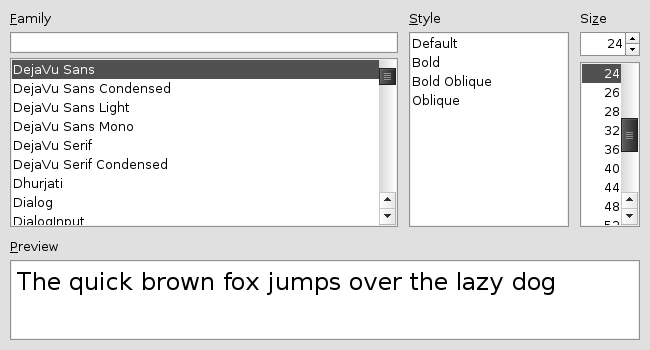 Family
DejaVu Sans
DejaVu Sans Condensed
DejaVu Sans Light
DejaVu Sans Mono
DejaVu Serif
DejaVu Serif Condensed
Dhurjati
Dialog
DialogInput
Style
Default
Bold
Bold Oblique
Oblique
Size
24
24
26
28
32
36
40
44
48
52
Preview
The quick brown fox jumps over the lazy dog